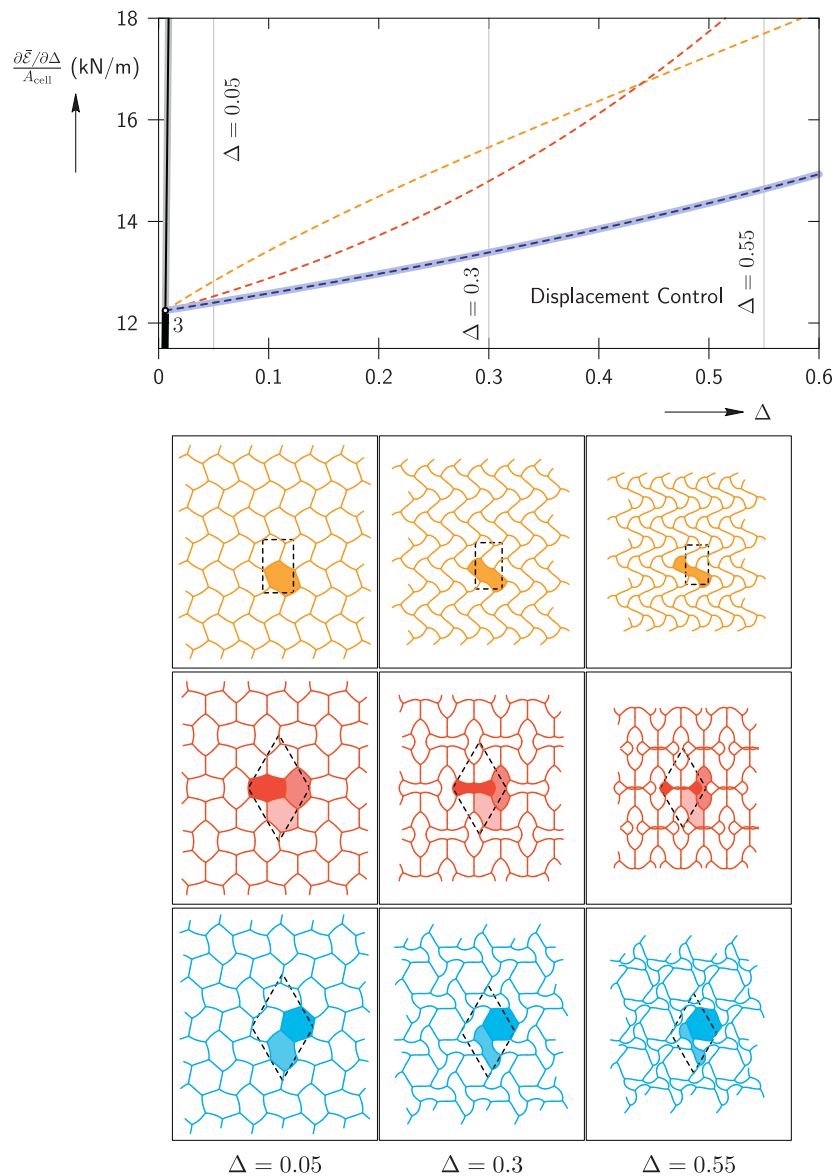 18
∂ℰ̄/∂Δ
A_cell
(kN/m)
16
14
12
Δ = 0.05
Δ = 0.3
Δ = 0.55
3
Displacement Control
0 0.1 0.2 0.3 0.4 0.5 0.6
Δ
Δ = 0.05 Δ = 0.3 Δ = 0.55